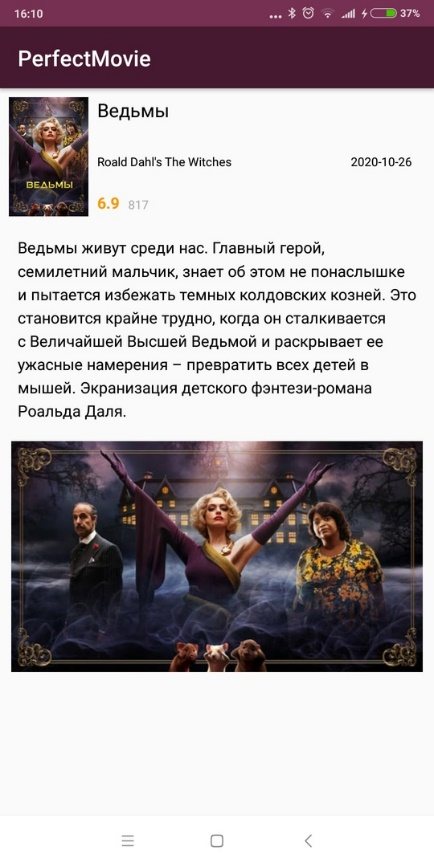 16:10
37%
PerfectMovie
ВЕДЬМЫ
Ведьмы
Roald Dahl's The Witches 2020-10-26
6.9 817
Ведьмы живут среди нас. Главный герой,
семилетний мальчик, знает об этом не понаслышке
и пытается избежать темных колдовских козней. Это
становится крайне трудно, когда он сталкивается
с Величайшей Высшей Ведьмой и раскрывает ее
ужасные намерения – превратить всех детей в
мышей. Экранизация детского фэнтези-романа
Роальда Даля.